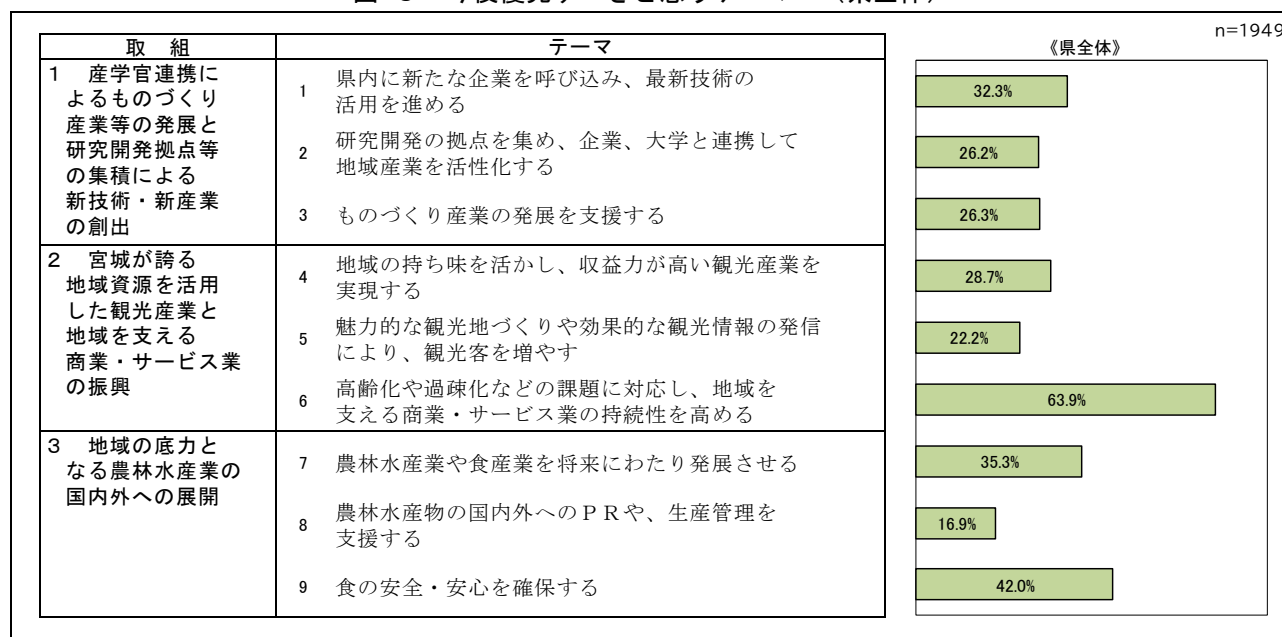 n=1949
取　組
テーマ
《県全体》
1　産学官連携に
よるものづくり
産業等の発展と
研究開発拠点等
の集積による
新技術・新産業
の創出
1　県内に新たな企業を呼び込み、最新技術の
活用を進める
32.3%
2　研究開発の拠点を集め、企業、大学と連携して
地域産業を活性化する
26.2%
3　ものづくり産業の発展を支援する
26.3%
2　宮城が誇る
地域資源を活用
した観光産業と
地域を支える
商業・サービス業
の振興
4　地域の持ち味を活かし、収益力が高い観光産業を
実現する
28.7%
5　魅力的な観光地づくりや効果的な観光情報の発信
により、観光客を増やす
22.2%
6　高齢化や過疎化などの課題に対応し、地域を
支える商業・サービス業の持続性を高める
63.9%
3　地域の底力と
なる農林水産業の
国内外への展開
7　農林水産業や食産業を将来にわたり発展させる
35.3%
8　農林水産物の国内外へのＰＲや、生産管理を
支援する
16.9%
9　食の安全・安心を確保する
42.0%